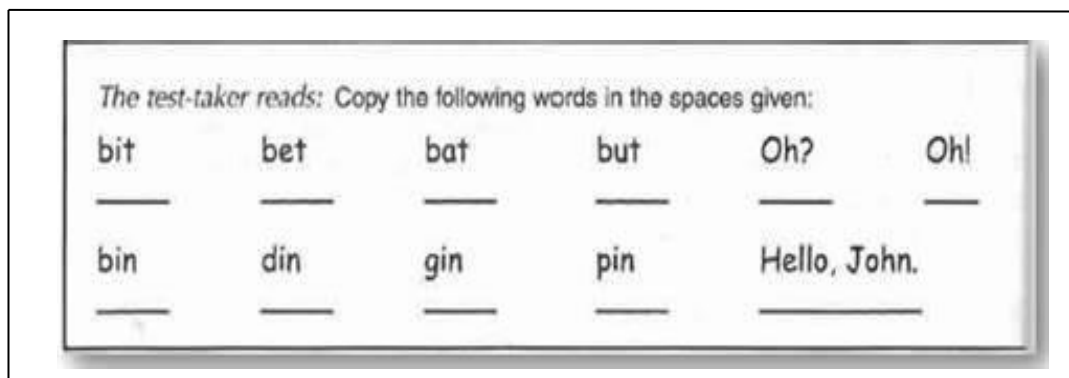 The test-taker reads: Copy the following words in the spaces given:
bit bet bat but Oh? Oh!
bin din gin pin Hello, John.